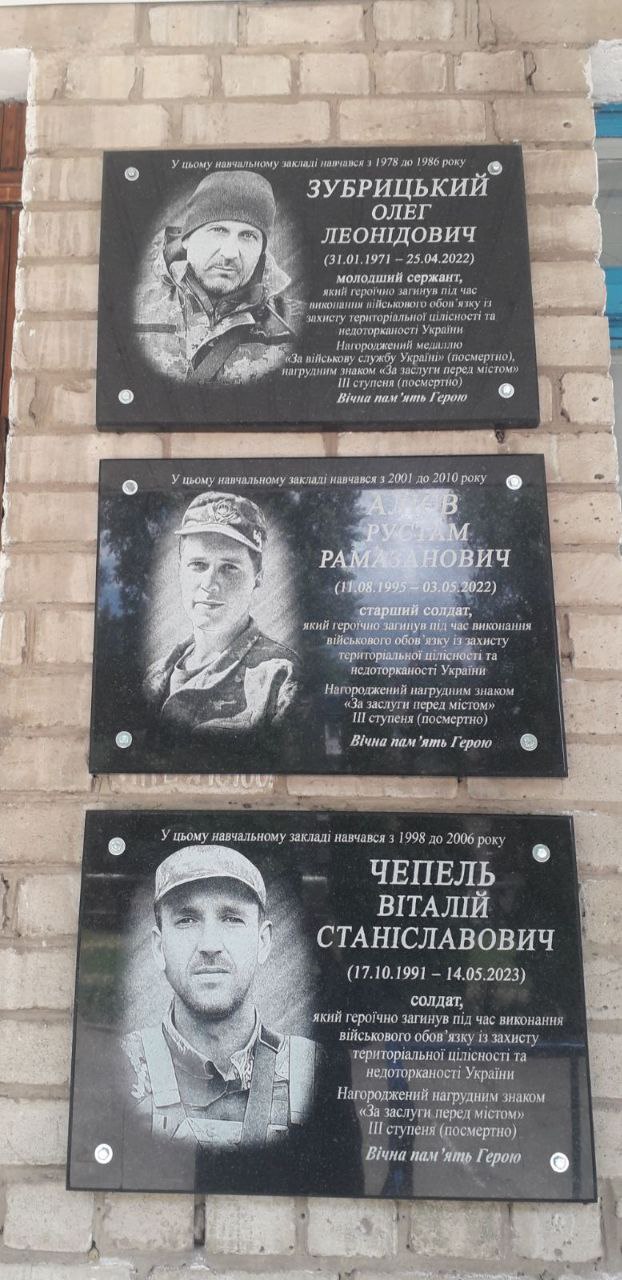 У цьому навчальному закладі навчався з 1978 до 1986 року
ЗУБРИЦЬКИЙ
ОЛЕГ
ЛЕОНІДОВИЧ
(31.01.1971 – 25.04.2022)
молодший сержант,
який героїчно загинув під час
виконання військового обов'язку із
захисту територіальної цілісності та
недоторканості України
Нагороджений медаллю
«За військову службу Україні» (посмертно),
нагрудним знаком «За заслуги перед містом»
ІІІ ступеня (посмертно)
Вічна пам'ять Герою
У цьому навчальному закладі навчався з 2001 до 2010 року
РУСТАМ
РАМАЗАНОВИЧ
(11.08.1995 – 03.05.2022)
старший солдат,
який героїчно загинув під час виконання
військового обов'язку із захисту
територіальної цілісності та
недоторканості України
Нагороджений нагрудним знаком
«За заслуги перед містом»
ІІІ ступеня (посмертно)
Вічна пам'ять Герою
У цьому навчальному закладі навчався з 1998 до 2006 року
ЧЕПЕЛЬ
ВІТАЛІЙ
СТАНІСЛАВОВИЧ
(17.10.1991 – 14.05.2023)
солдат,
який героїчно загинув під час виконання
військового обов'язку із захисту
територіальної цілісності та
недоторканості України
Нагороджений нагрудним знаком
«За заслуги перед містом»
ІІІ ступеня (посмертно)
Вічна пам'ять Герою